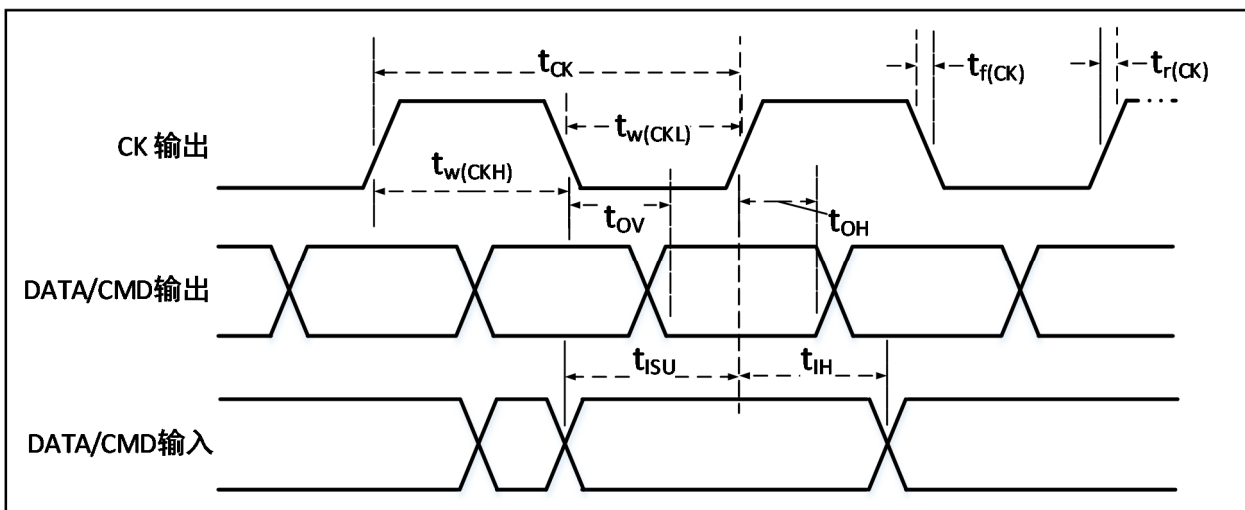 tCK
tf(CK)
tr(CK)
CK 输出
tw(CKL)
tw(CKH)
tOV
tOH
DATA/CMD输出
tISU
tIH
DATA/CMD输入